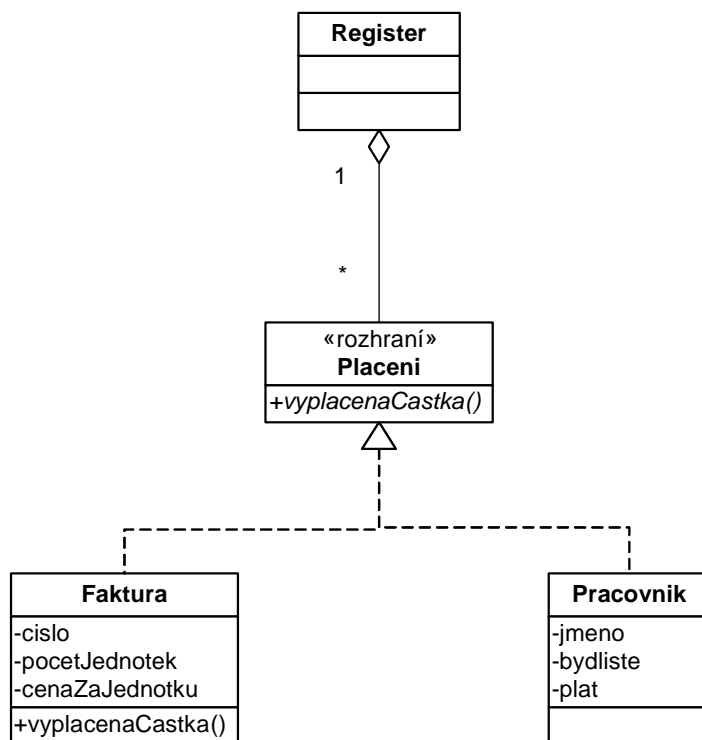 Register
1
*
«rozhraní»
Placeni
+vyplacenaCastka()
Faktura
-cislo
-pocetJednotek
-cenaZaJednotku
+vyplacenaCastka()
Pracovnik
-jmeno
-bydliste
-plat